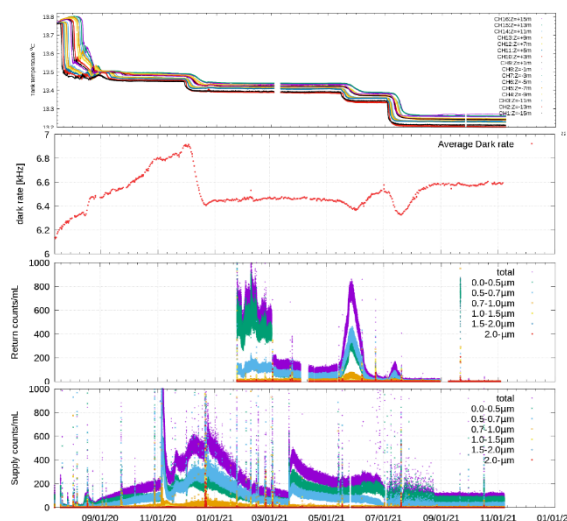 13.8
13.7
13.6
13.5
13.4
13.3
13.2
Tank temperature °C
CH16:Z=+15m
CH15:Z=+13m
CH14:Z=+11m
CH13:Z=+9m
CH12:Z=+7m
CH11:Z=+5m
CH10:Z=+3m
CH9:Z=+1m
CH8:Z=-1m
CH7:Z=-3m
CH6:Z=-5m
CH5:Z=-7m
CH4:Z=-9m
CH3:Z=-11m
CH2:Z=-13m
CH1:Z=-15m
7
6.8
6.6
6.4
6.2
6
dark rate [kHz]
Average Dark rate
1000
800
600
400
200
0
Return counts/mL
total
0.0-0.5μm
0.5-0.7μm
0.7-1.0μm
1.0-1.5μm
1.5-2.0μm
2.0-μm
1000
800
600
400
200
0
Supply counts/mL
total
0.0-0.5μm
0.5-0.7μm
0.7-1.0μm
1.0-1.5μm
1.5-2.0μm
2.0-μm
09/01/20 11/01/20 01/01/21 03/01/21 05/01/21 07/01/21 09/01/21 11/01/21 01/01/2